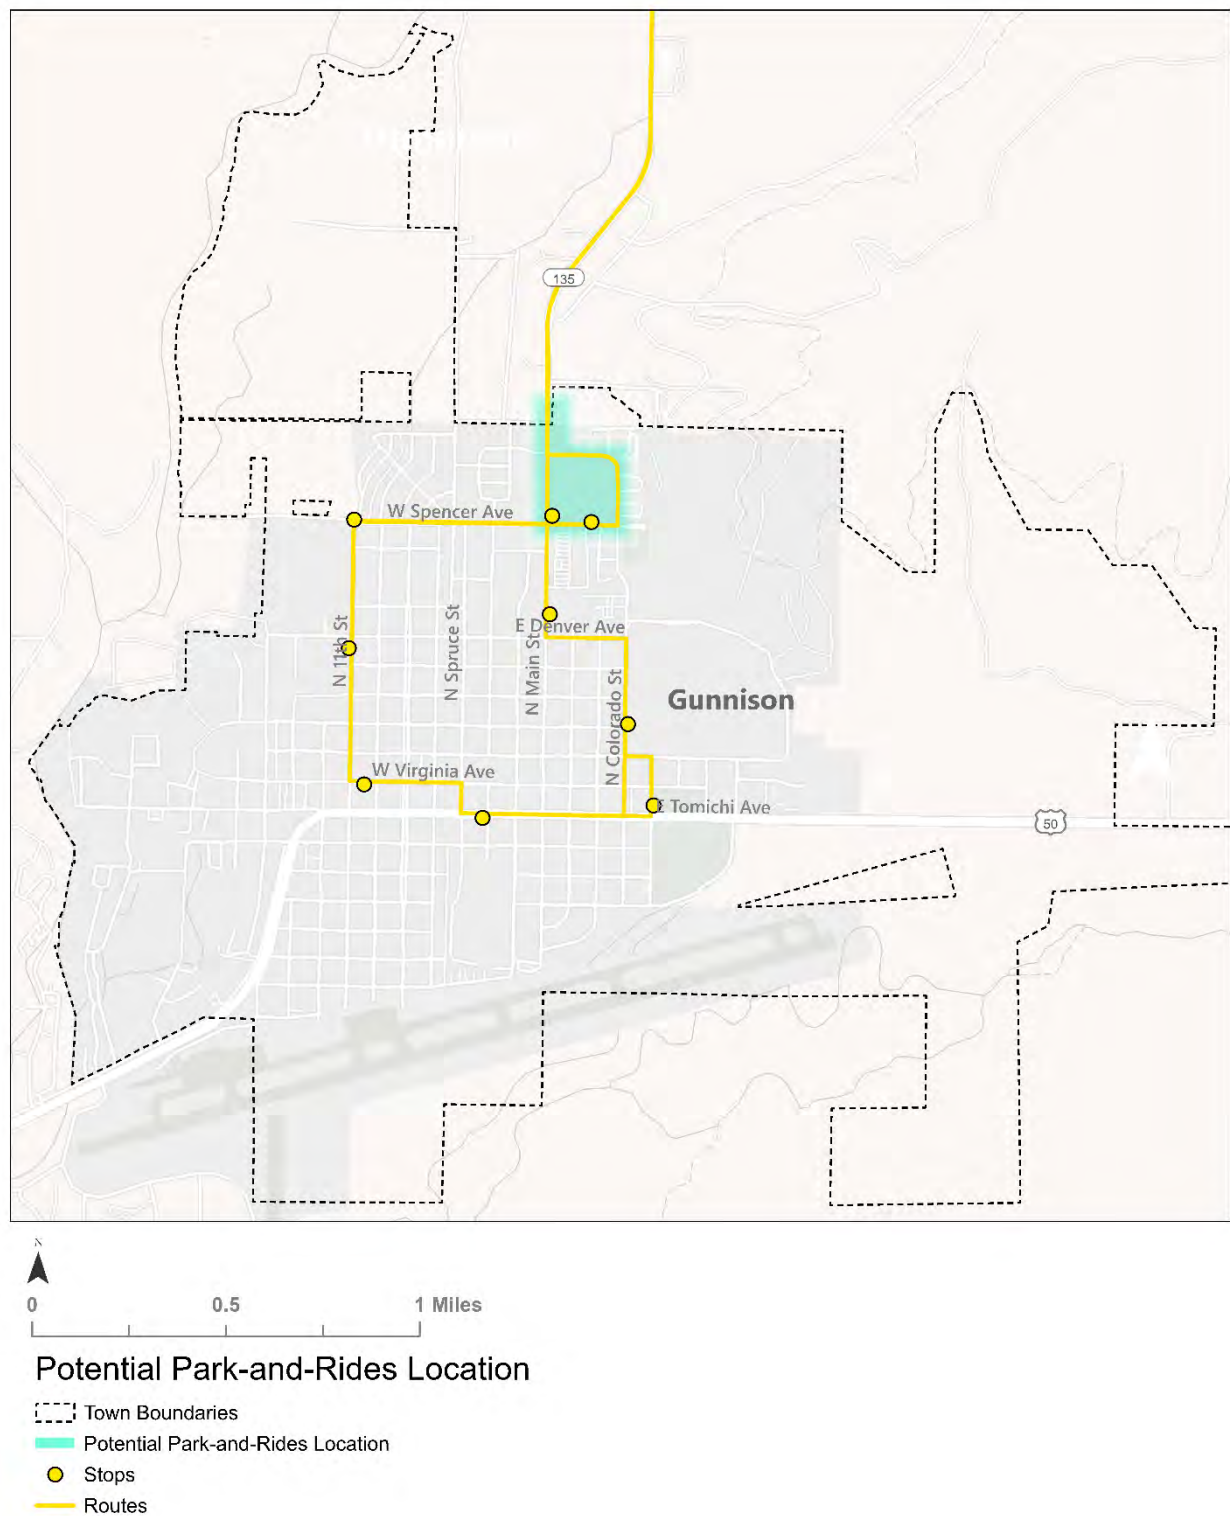 135
W Spencer Ave
E Denver Ave
N 11th St
N Spruce St
N Main St
N Colorado St
Gunnison
W Virginia Ave
E Tomichi Ave
50
N
0 0.5 1 Miles
Potential Park-and-Rides Location
Town Boundaries
Potential Park-and-Rides Location
Stops
Routes